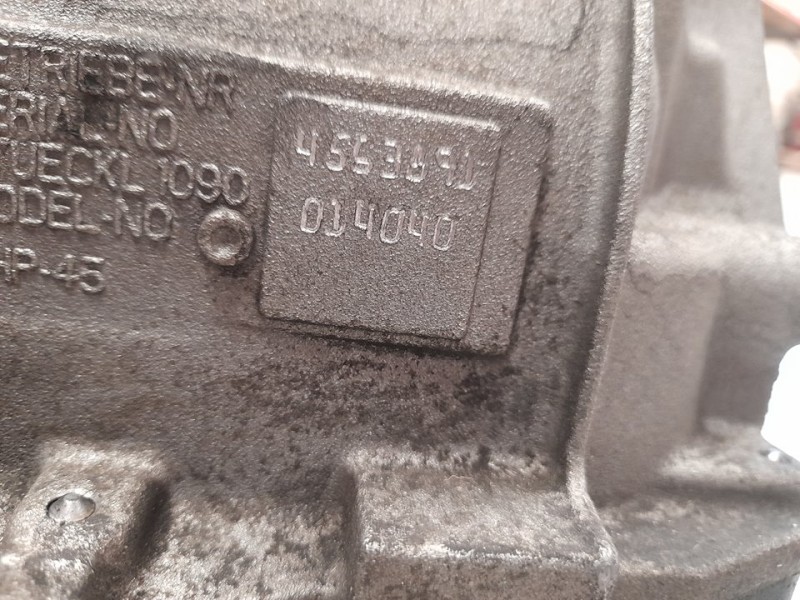 ETRIEBE-NR
ERIAL-NO
TUECKL 1090
ODEL-NO
HP-45
014040